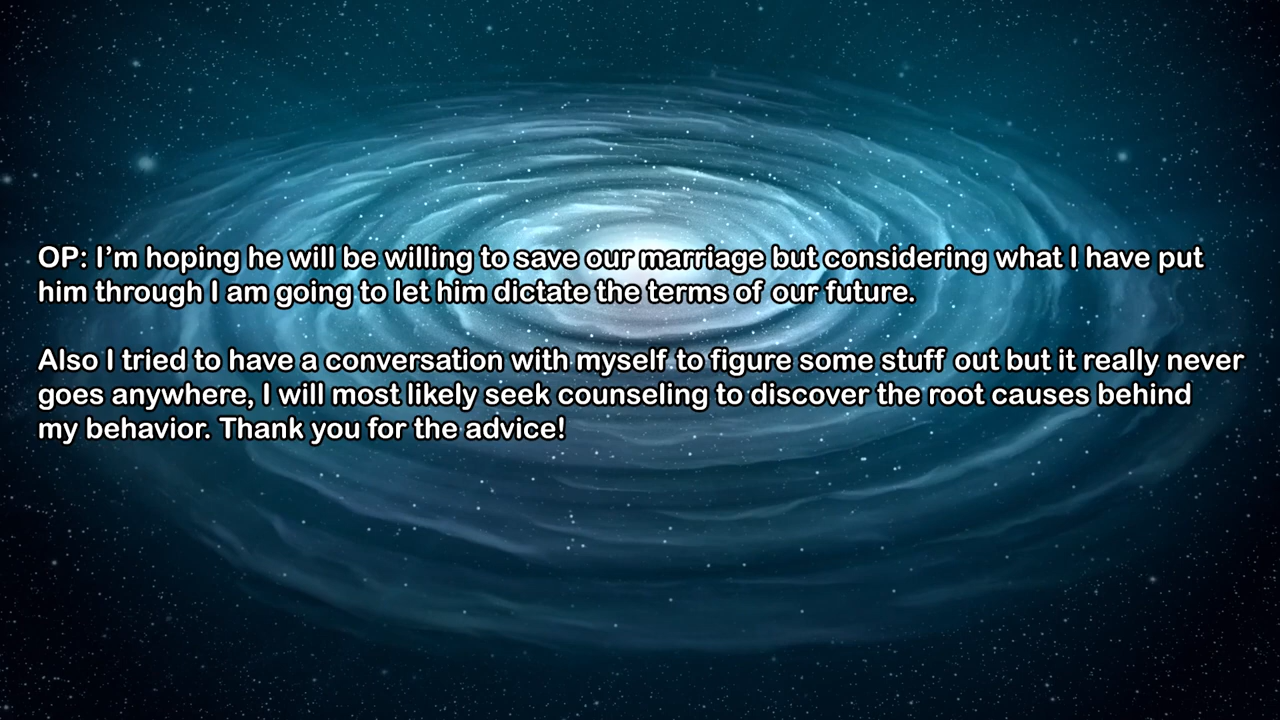 OP: I’m hoping he will be willing to save our marriage but considering what I have put
him through I am going to let him dictate the terms of our future.
Also I tried to have a conversation with myself to figure some stuff out but it really never
goes anywhere, I will most likely seek counseling to discover the root causes behind
my behavior. Thank you for the advice!